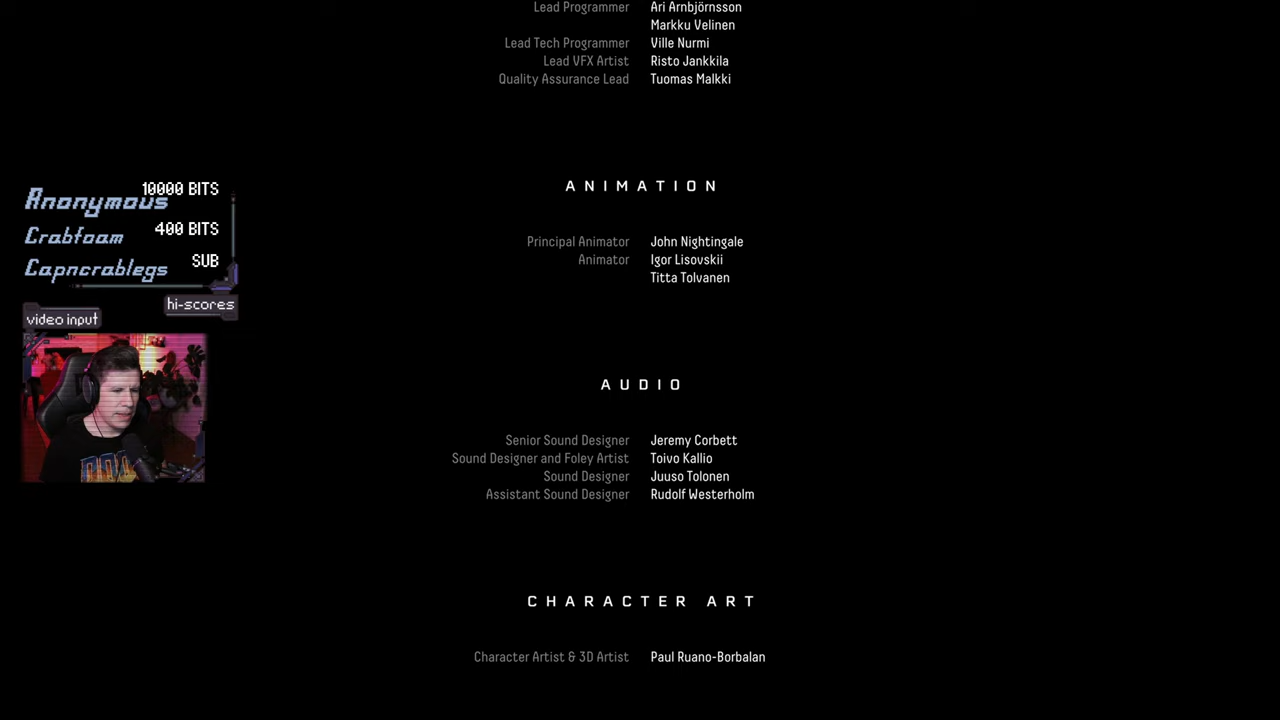 Lead Programmer Ari Arnbjörnsson
Markku Velinen
Lead Tech Programmer Ville Nurmi
Lead VFX Artist Risto Jankkila
Quality Assurance Lead Tuomas Malkki
ANIMATION
Principal Animator John Nightingale
Animator Igor Lisovskii
Titta Tolvanen
AUDIO
Senior Sound Designer Jeremy Corbett
Sound Designer and Foley Artist Toivo Kallio
Sound Designer Juuso Tolonen
Assistant Sound Designer Rudolf Westerholm
CHARACTER ART
Character Artist & 3D Artist Paul Ruano-Borbalan
Anonymous 10000 BITS
Crabfoam 400 BITS
Capncrablegs SUB
hi-scores
video input